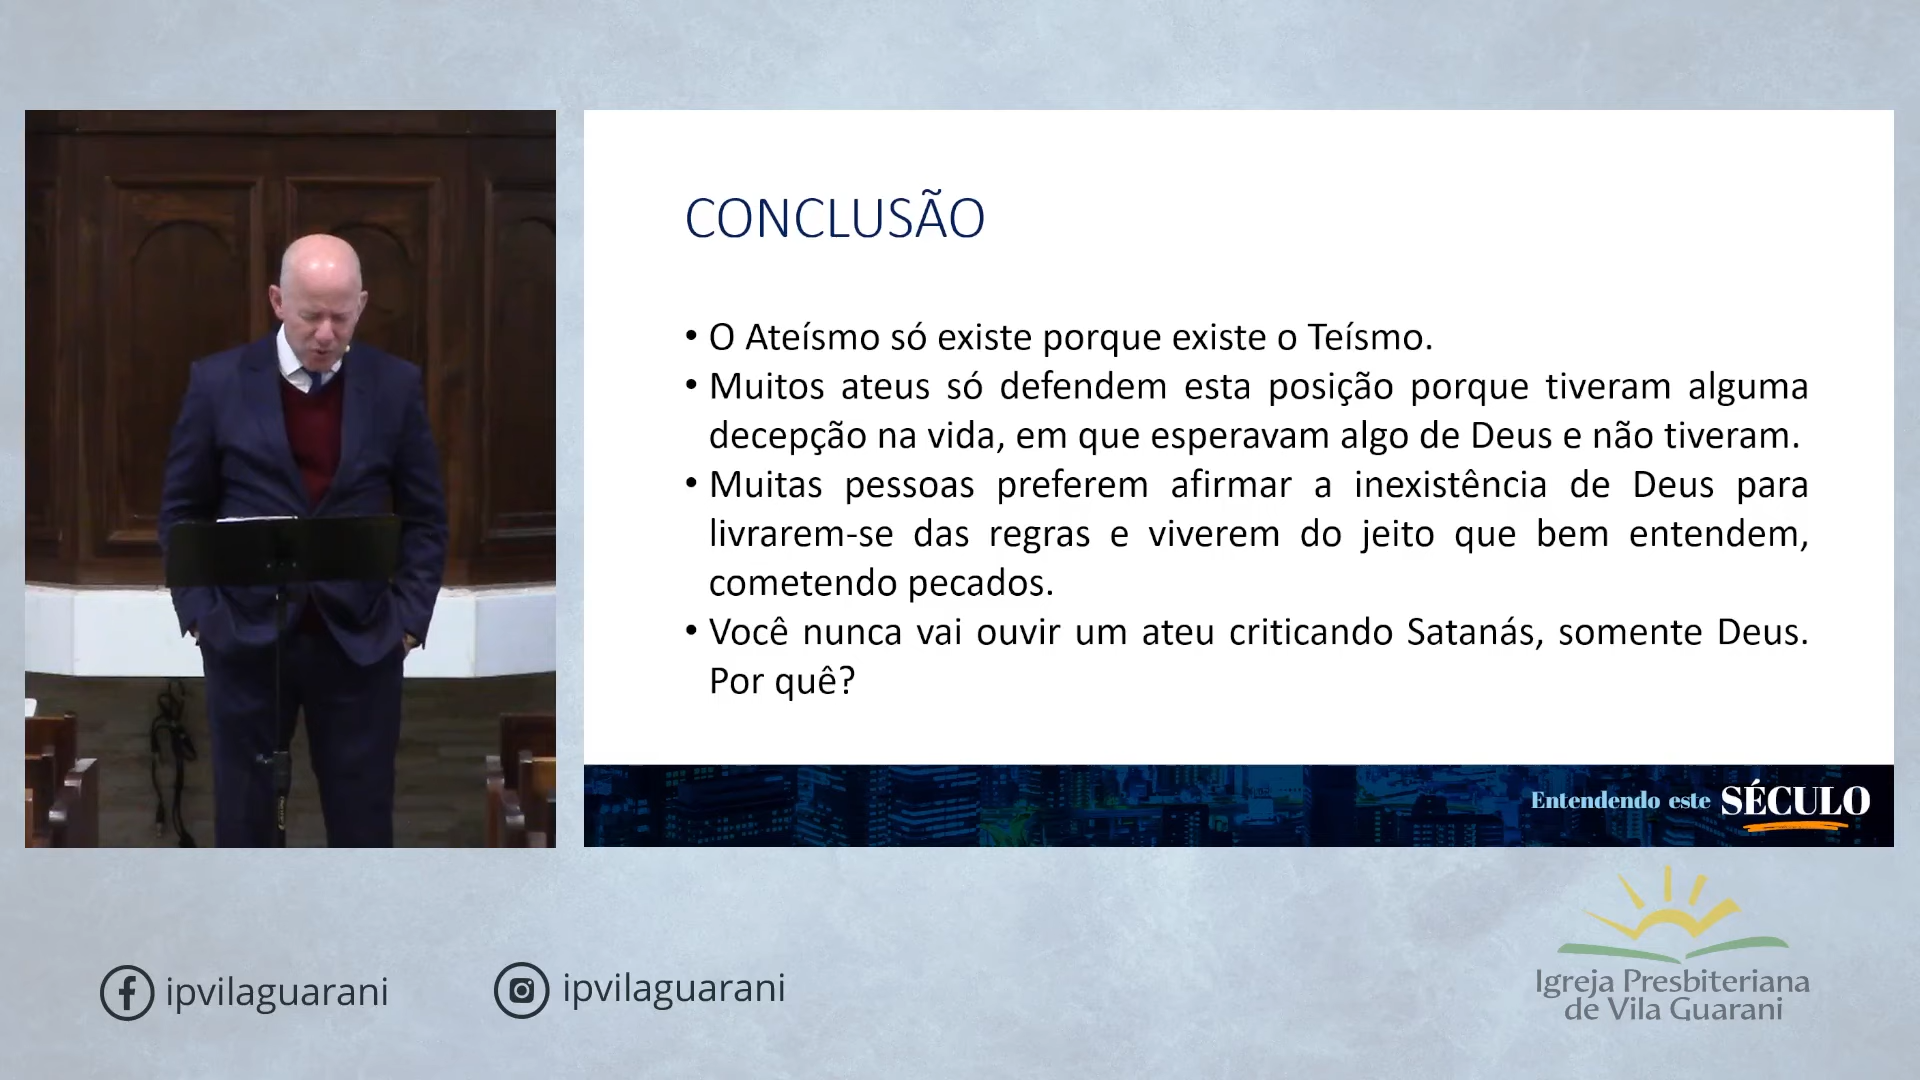 CONCLUSÃO
• O Ateísmo só existe porque existe o Teísmo.
• Muitos ateus só defendem esta posição porque tiveram alguma
decepção na vida, em que esperavam algo de Deus e não tiveram.
• Muitas pessoas preferem afirmar a inexistência de Deus para
livrarem-se das regras e viverem do jeito que bem entendem,
cometendo pecados.
• Você nunca vai ouvir um ateu criticando Satanás, somente Deus.
Por quê?
Entendendo este SÉCULO
ipvilaguarani
ipvilaguarani
Igreja Presbiteriana
de Vila Guarani